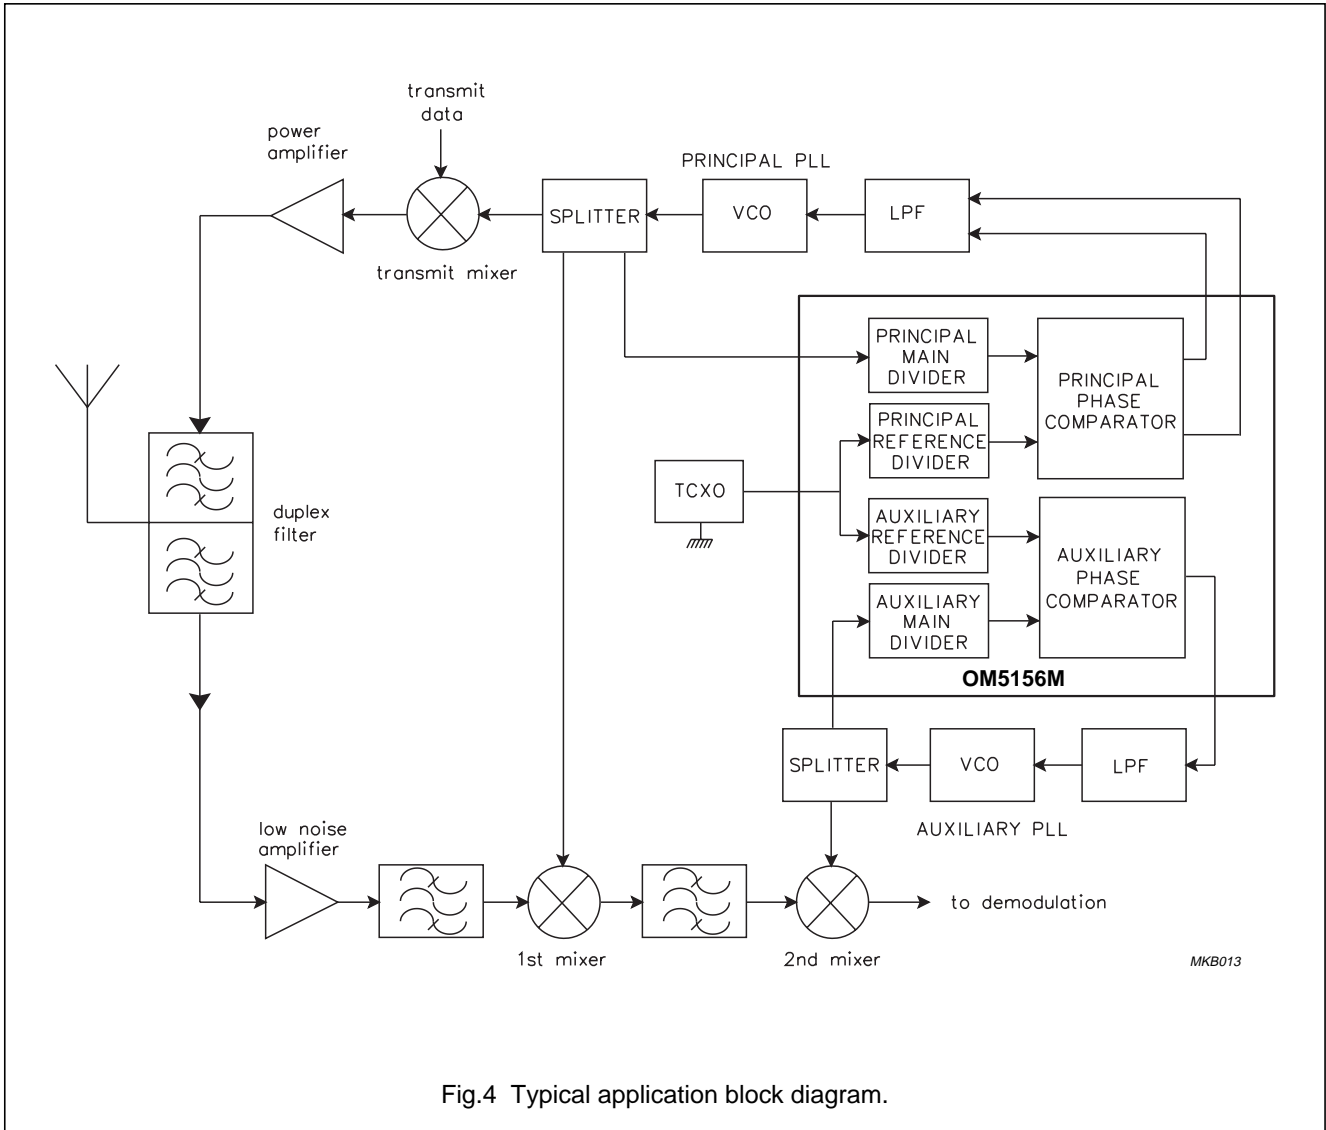 transmit
data
power
amplifier
PRINCIPAL PLL
SPLITTER
VCO
LPF
transmit mixer
PRINCIPAL
MAIN
DIVIDER
PRINCIPAL
PHASE
COMPARATOR
PRINCIPAL
REFERENCE
DIVIDER
TCXO
duplex
filter
AUXILIARY
REFERENCE
DIVIDER
AUXILIARY
PHASE
COMPARATOR
AUXILIARY
MAIN
DIVIDER
OM5156M
SPLITTER
VCO
LPF
AUXILIARY PLL
low noise
amplifier
to demodulation
1st mixer
2nd mixer
MKB013
Fig.4 Typical application block diagram.